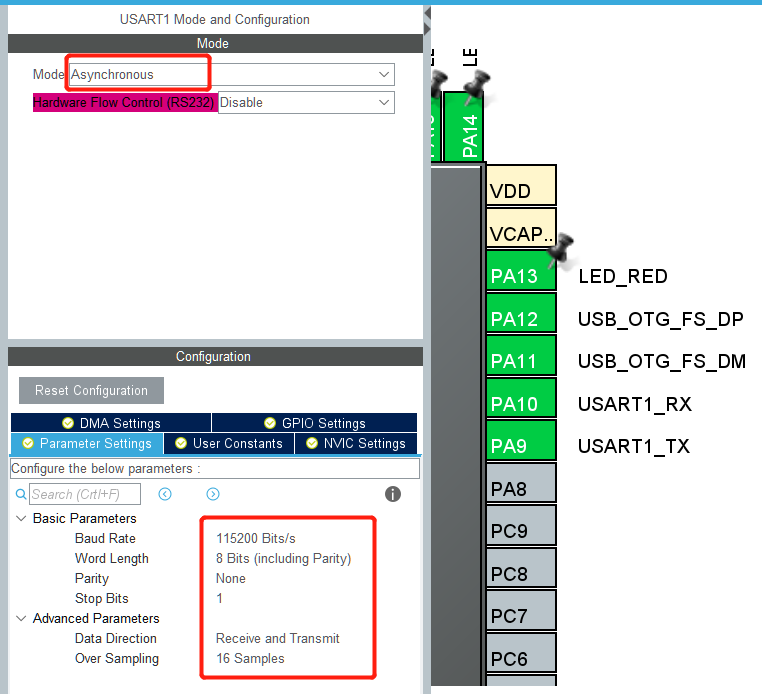 USART1 Mode and Configuration
Mode
Mode Asynchronous
Hardware Flow Control (RS232) Disable
Configuration
Reset Configuration
DMA Settings GPIO Settings
Parameter Settings User Constants NVIC Settings
Configure the below parameters :
Search (Crtl+F)
Basic Parameters
Baud Rate 115200 Bits/s
Word Length 8 Bits (including Parity)
Parity None
Stop Bits 1
Advanced Parameters
Data Direction Receive and Transmit
Over Sampling 16 Samples
LE
PA14
VDD
VCAP..
PA13 LED_RED
PA12 USB_OTG_FS_DP
PA11 USB_OTG_FS_DM
PA10 USART1_RX
PA9 USART1_TX
PA8
PC9
PC8
PC7
PC6